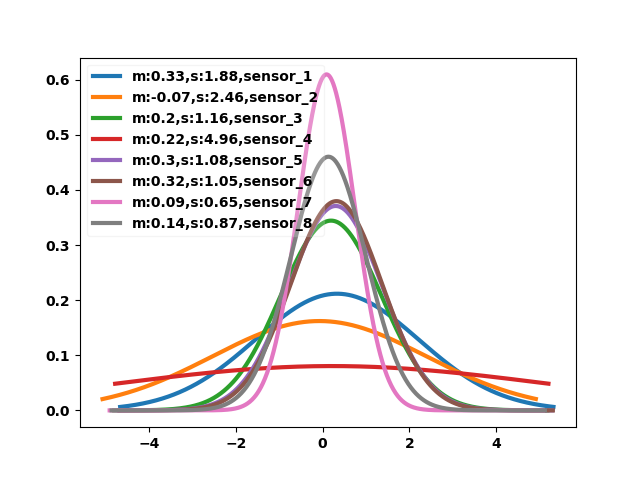 0.6
0.5
0.4
0.3
0.2
0.1
0.0
m:0.33,s:1.88,sensor_1
m:-0.07,s:2.46,sensor_2
m:0.2,s:1.16,sensor_3
m:0.22,s:4.96,sensor_4
m:0.3,s:1.08,sensor_5
m:0.32,s:1.05,sensor_6
m:0.09,s:0.65,sensor_7
m:0.14,s:0.87,sensor_8
−4 −2 0 2 4